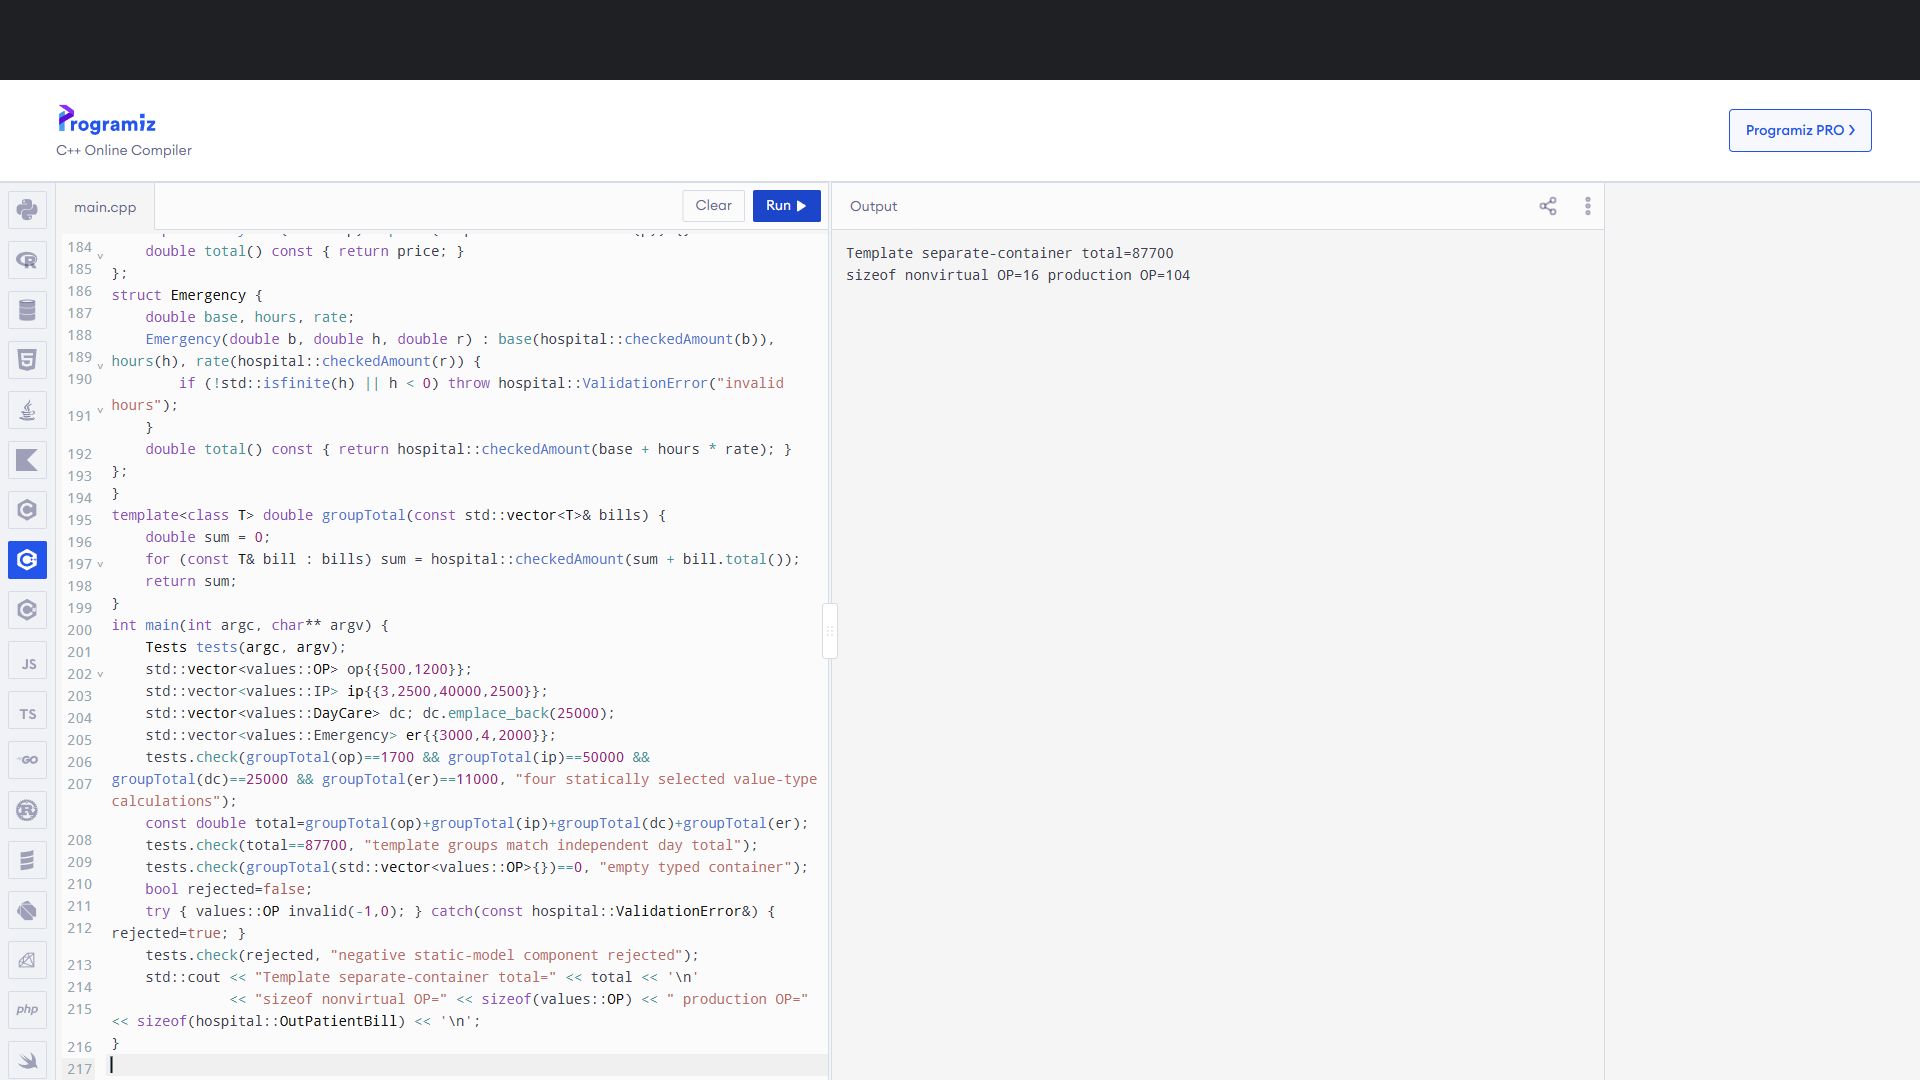 Programiz
C++ Online Compiler
Programiz PRO ❯
main.cpp
Clear
Run
Output
184
185
186
187
188
189
190
191
192
193
194
195
196
197
198
199
200
201
202
203
204
205
206
207
208
209
210
211
212
213
214
215
216
217
    double total() const { return price; }
};
struct Emergency {
    double base, hours, rate;
    Emergency(double b, double h, double r) : base(hospital::checkedAmount(b)),
hours(h), rate(hospital::checkedAmount(r)) {
        if (!std::isfinite(h) || h < 0) throw hospital::ValidationError("invalid
hours");
    }
    double total() const { return hospital::checkedAmount(base + hours * rate); }
};
}
template<class T> double groupTotal(const std::vector<T>& bills) {
    double sum = 0;
    for (const T& bill : bills) sum = hospital::checkedAmount(sum + bill.total());
    return sum;
}
int main(int argc, char** argv) {
    Tests tests(argc, argv);
    std::vector<values::OP> op{{500,1200}};
    std::vector<values::IP> ip{{3,2500,40000,2500}};
    std::vector<values::DayCare> dc; dc.emplace_back(25000);
    std::vector<values::Emergency> er{{3000,4,2000}};
    tests.check(groupTotal(op)==1700 && groupTotal(ip)==50000 &&
groupTotal(dc)==25000 && groupTotal(er)==11000, "four statically selected value-type
calculations");
    const double total=groupTotal(op)+groupTotal(ip)+groupTotal(dc)+groupTotal(er);
    tests.check(total==87700, "template groups match independent day total");
    tests.check(groupTotal(std::vector<values::OP>{})==0, "empty typed container");
    bool rejected=false;
    try { values::OP invalid(-1,0); } catch(const hospital::ValidationError&) {
rejected=true; }
    tests.check(rejected, "negative static-model component rejected");
    std::cout << "Template separate-container total=" << total << '\n'
              << "sizeof nonvirtual OP=" << sizeof(values::OP) << " production OP="
<< sizeof(hospital::OutPatientBill) << '\n';
}
Template separate-container total=87700
sizeof nonvirtual OP=16 production OP=104
JS
TS
GO
php